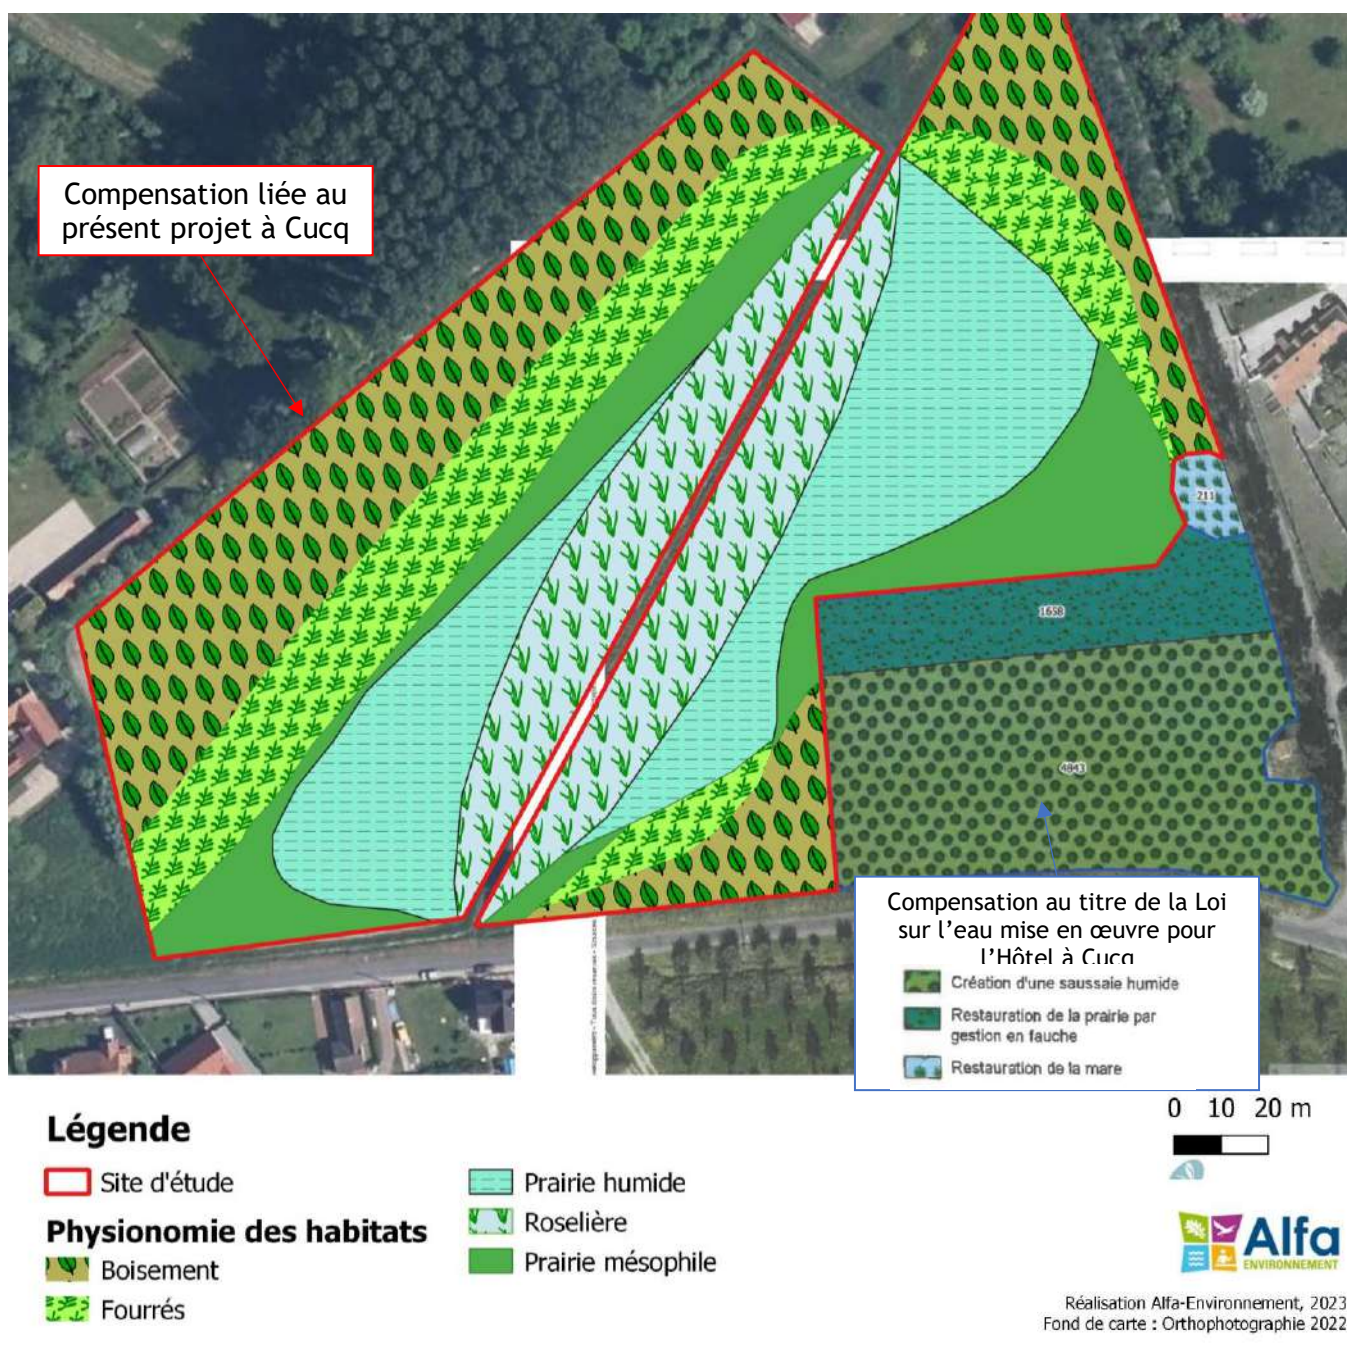 Compensation liée au
présent projet à Cucq
211
1658
4843
Compensation au titre de la Loi
sur l’eau mise en œuvre pour
l’Hôtel à Cucq
Création d'une saussaie humide
Restauration de la prairie par
gestion en fauche
Restauration de la mare
0 10 20 m
Légende
Site d'étude
Physionomie des habitats
Boisement
Fourrés
Prairie humide
Roselière
Prairie mésophile
Alfa
ENVIRONNEMENT
Réalisation Alfa-Environnement, 2023
Fond de carte : Orthophotographie 2022